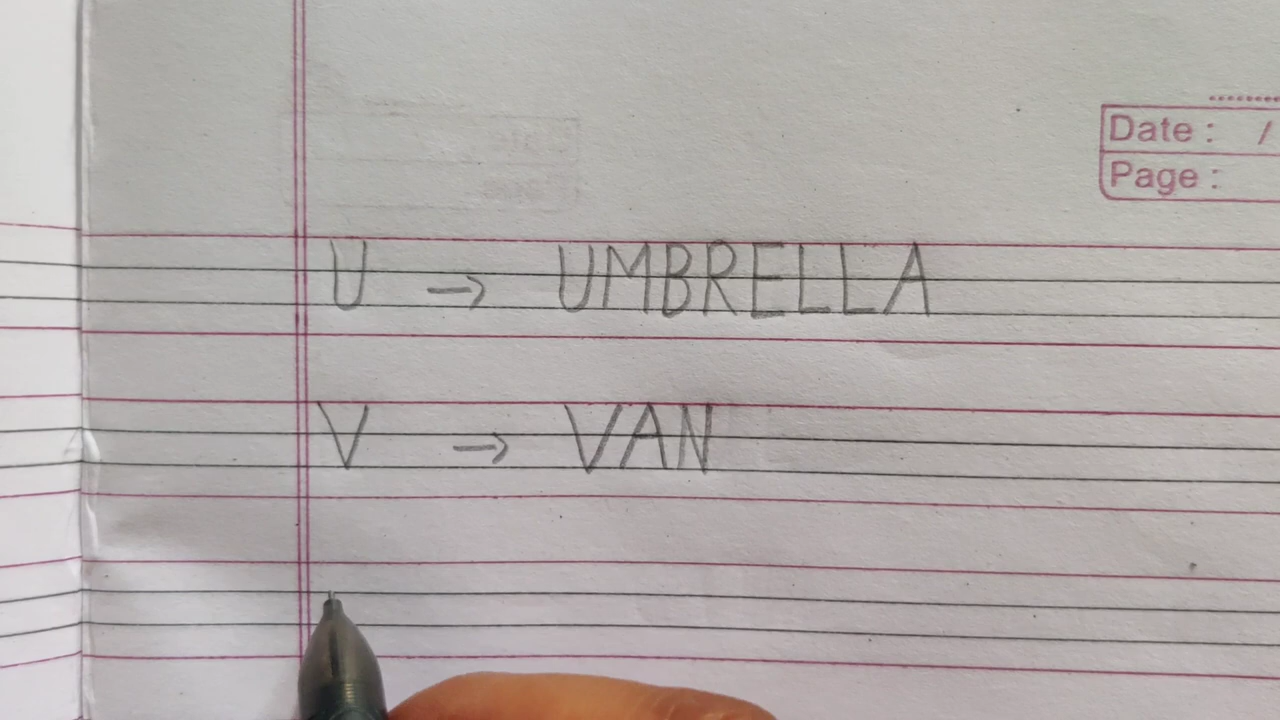 Date : /
Page :
U → UMBRELLA
V → VAN